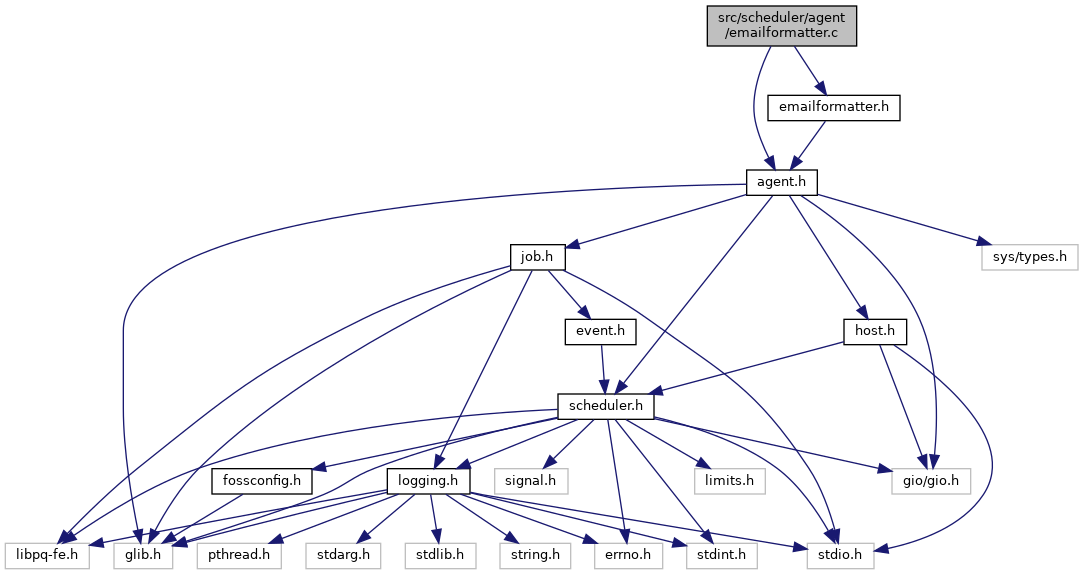 src/scheduler/agent
/emailformatter.c
emailformatter.h
agent.h
job.h
sys/types.h
event.h
host.h
scheduler.h
fossconfig.h
logging.h
signal.h
limits.h
gio/gio.h
libpq-fe.h
glib.h
pthread.h
stdarg.h
stdlib.h
string.h
errno.h
stdint.h
stdio.h